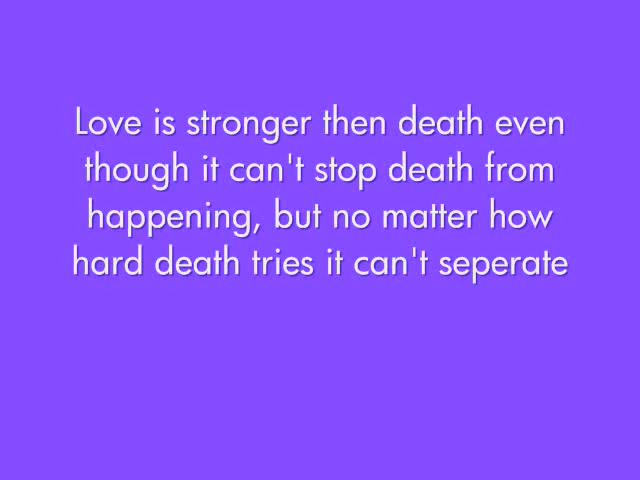 Love is stronger then death even
though it can't stop death from
happening, but no matter how
hard death tries it can't seperate